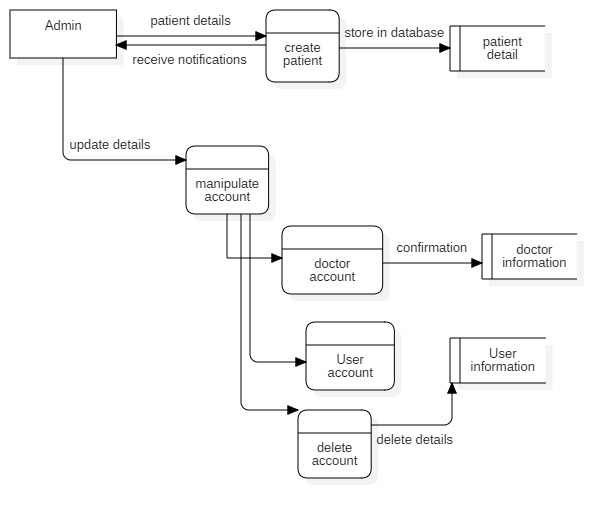 Admin
patient details
receive notifications
create
patient
store in database
patient
detail
update details
manipulate
account
doctor
account
confirmation
doctor
information
User
account
User
information
delete
account
delete details